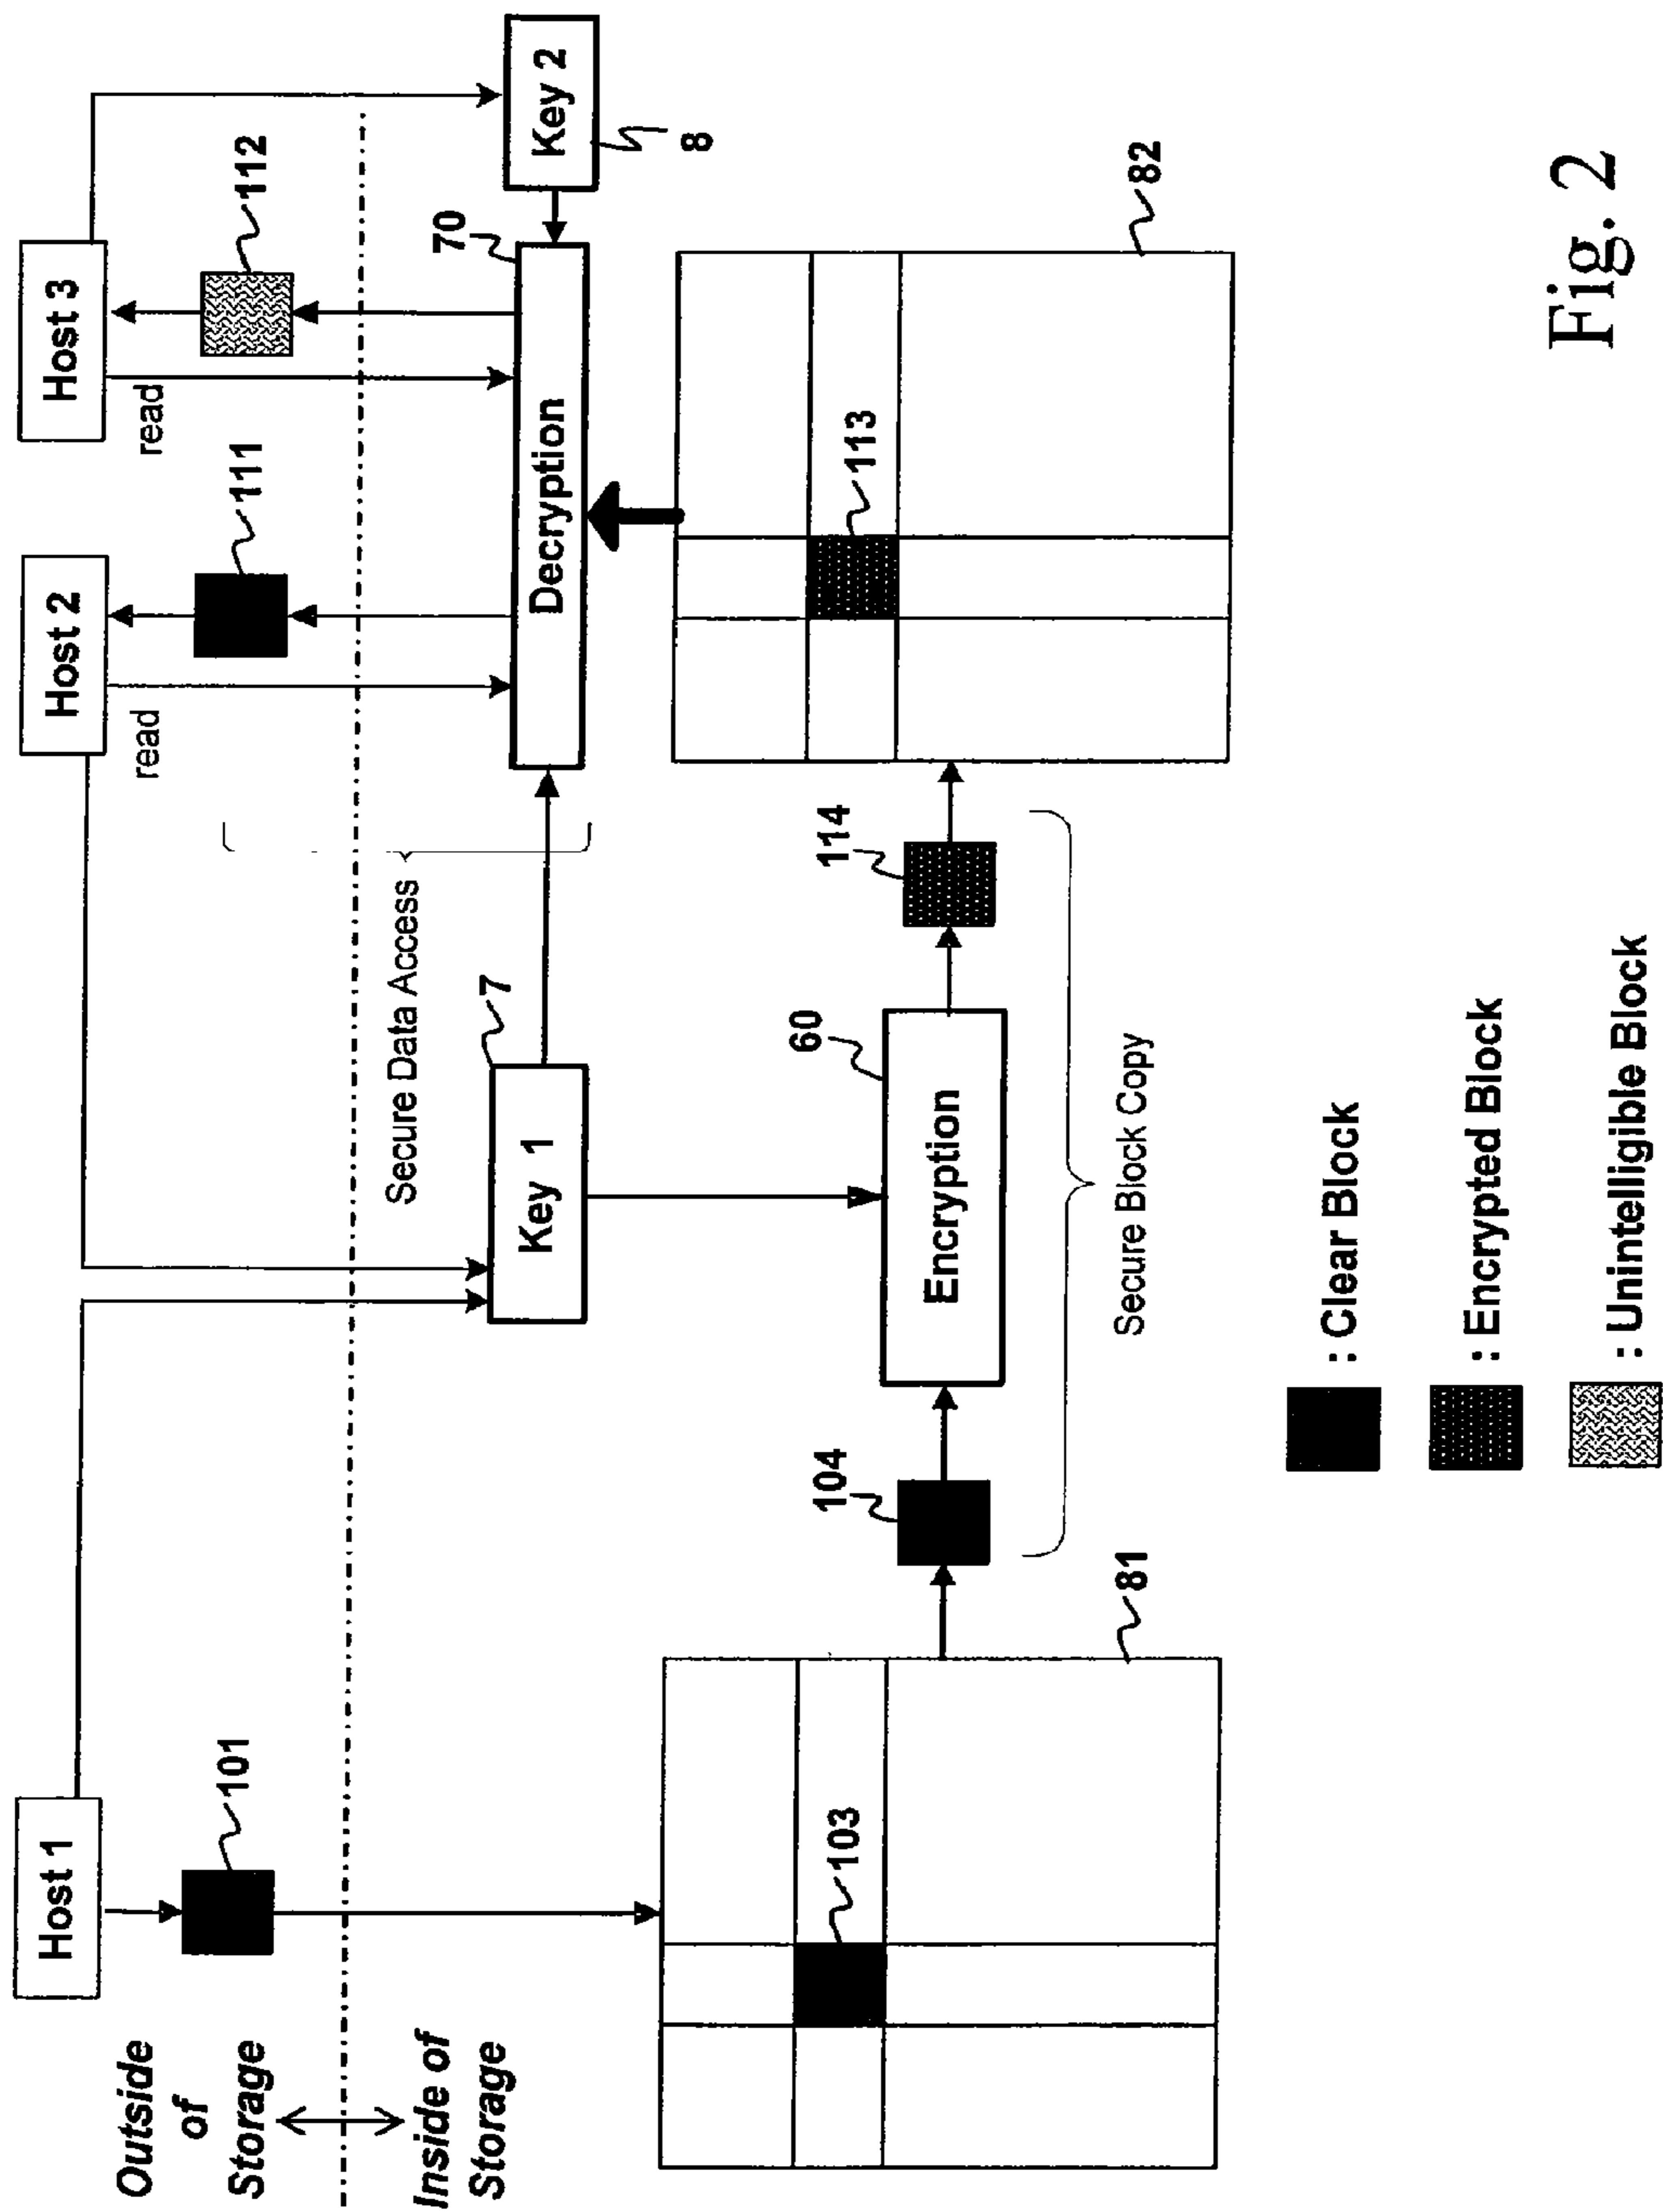 Host 1
Host 2
Host 3
101
read
111
read
112
Outside
of
Storage
Inside of
Storage
Secure Data Access
Key 1
7
Decryption
70
Key 2
8
103
81
104
Encryption
60
114
113
82
Secure Block Copy
: Clear Block
: Encrypted Block
: Unintelligible Block
Fig. 2